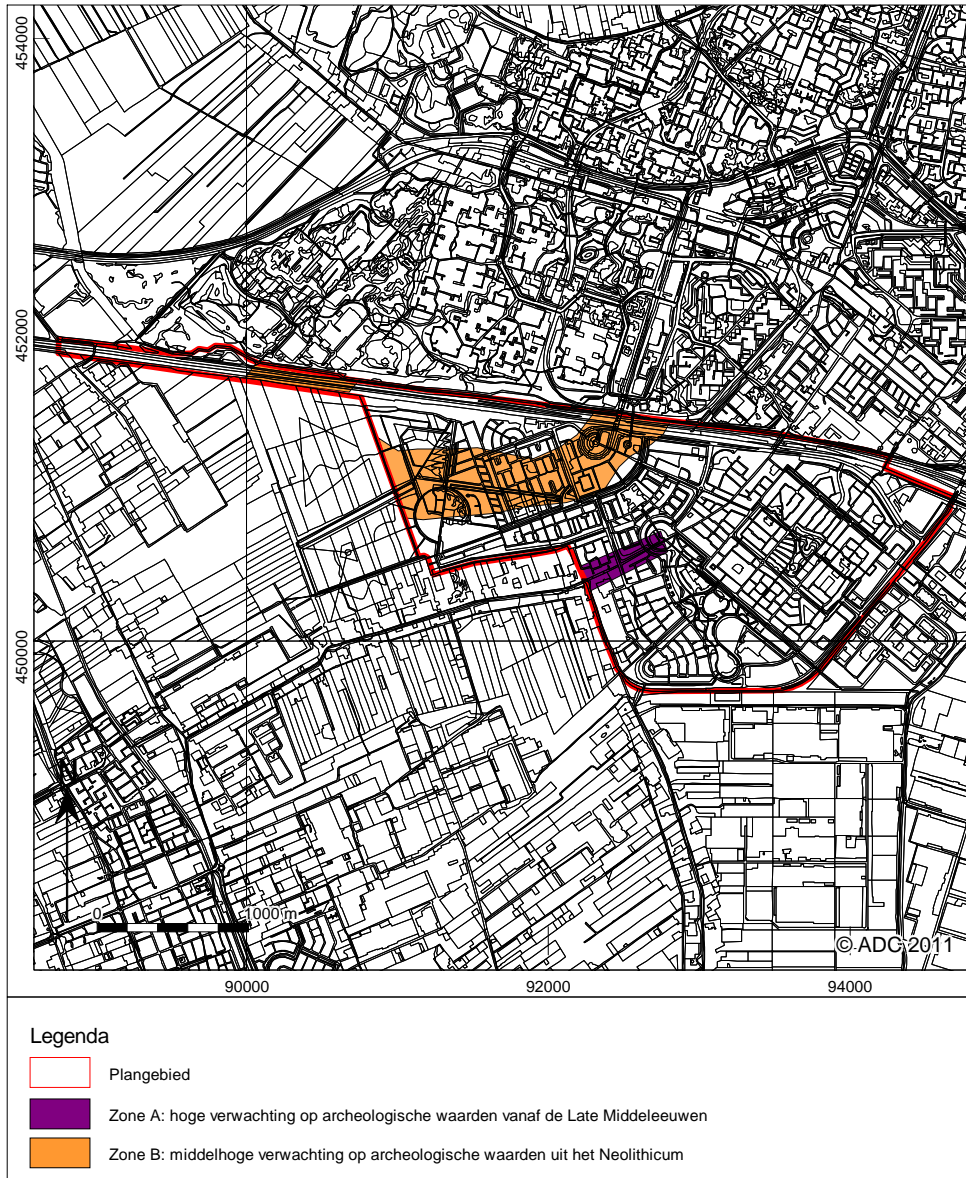 454000
452000
450000
0 1000 m
© ADC 2011
90000 92000 94000
Legenda
Plangebied
Zone A: hoge verwachting op archeologische waarden vanaf de Late Middeleeuwen
Zone B: middelhoge verwachting op archeologische waarden uit het Neolithicum